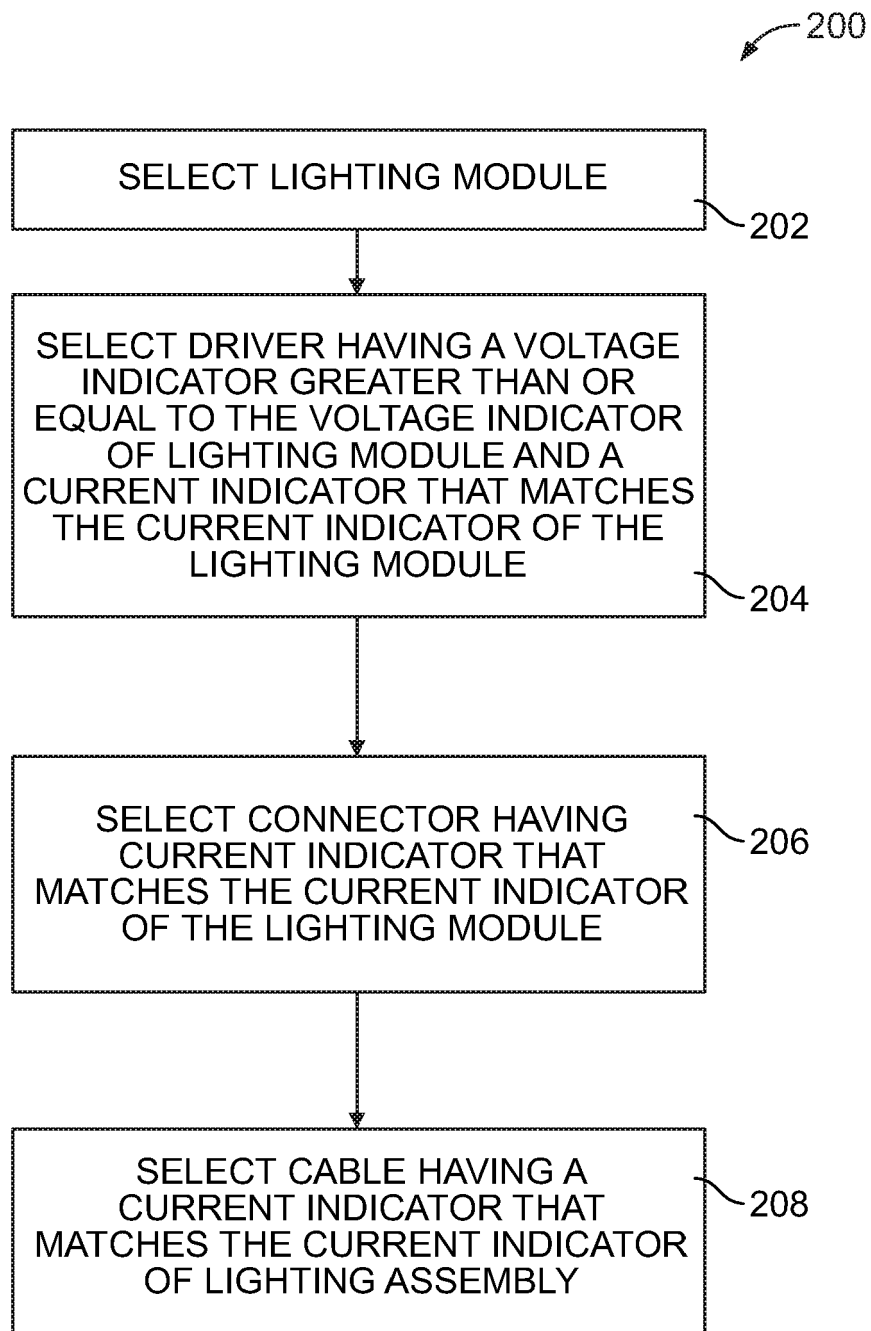 200
SELECT LIGHTING MODULE
202
SELECT DRIVER HAVING A VOLTAGE
INDICATOR GREATER THAN OR
EQUAL TO THE VOLTAGE INDICATOR
OF LIGHTING MODULE AND A
CURRENT INDICATOR THAT MATCHES
THE CURRENT INDICATOR OF THE
LIGHTING MODULE
204
SELECT CONNECTOR HAVING
CURRENT INDICATOR THAT
MATCHES THE CURRENT INDICATOR
OF THE LIGHTING MODULE
206
SELECT CABLE HAVING A
CURRENT INDICATOR THAT
MATCHES THE CURRENT INDICATOR
OF LIGHTING ASSEMBLY
208